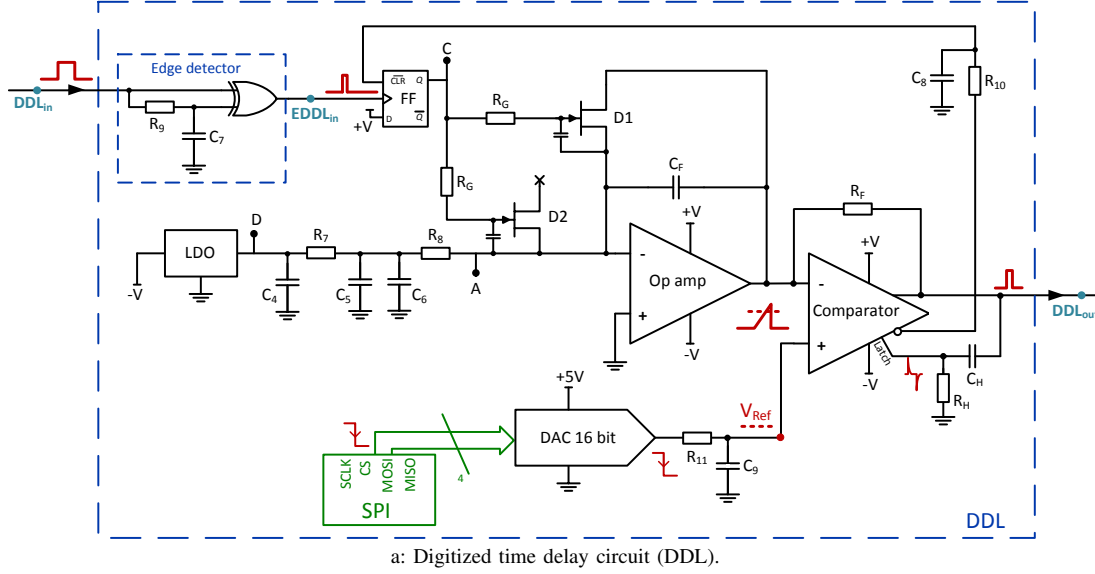 Edge detector
DDLin
R9
C7
EDDLin
CLR
Q
FF
D
Q
+V
C
RG
D1
C8
R10
RG
D2
CF
RF
D
LDO
-V
R7
R8
C4
C5
C6
A
+V
-
Op amp
+
-V
+V
-
Comparator
+
-V
Latch
CH
RH
DDLout
+5V
DAC 16 bit
R11
C9
VRef
4
SCLK
CS
MOSI
MISO
SPI
DDL
a: Digitized time delay circuit (DDL).